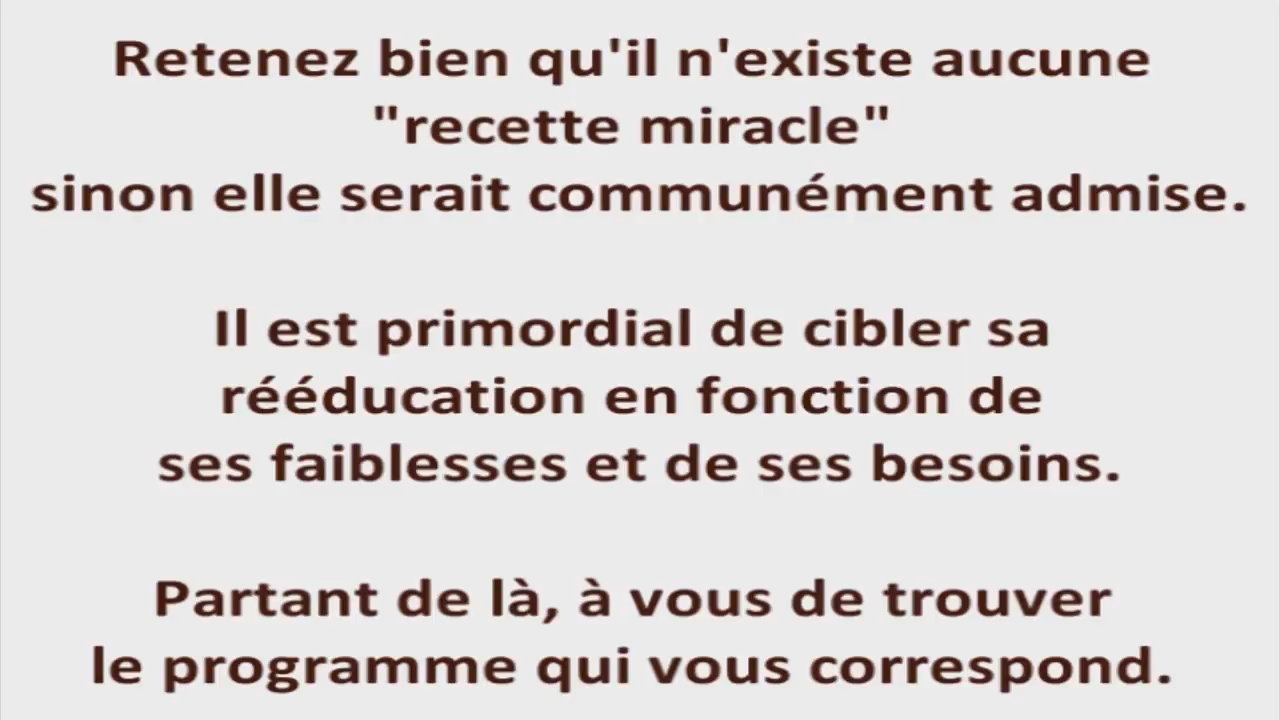 Retenez bien qu'il n'existe aucune
"recette miracle"
sinon elle serait communément admise.
Il est primordial de cibler sa
rééducation en fonction de
ses faiblesses et de ses besoins.
Partant de là, à vous de trouver
le programme qui vous correspond.